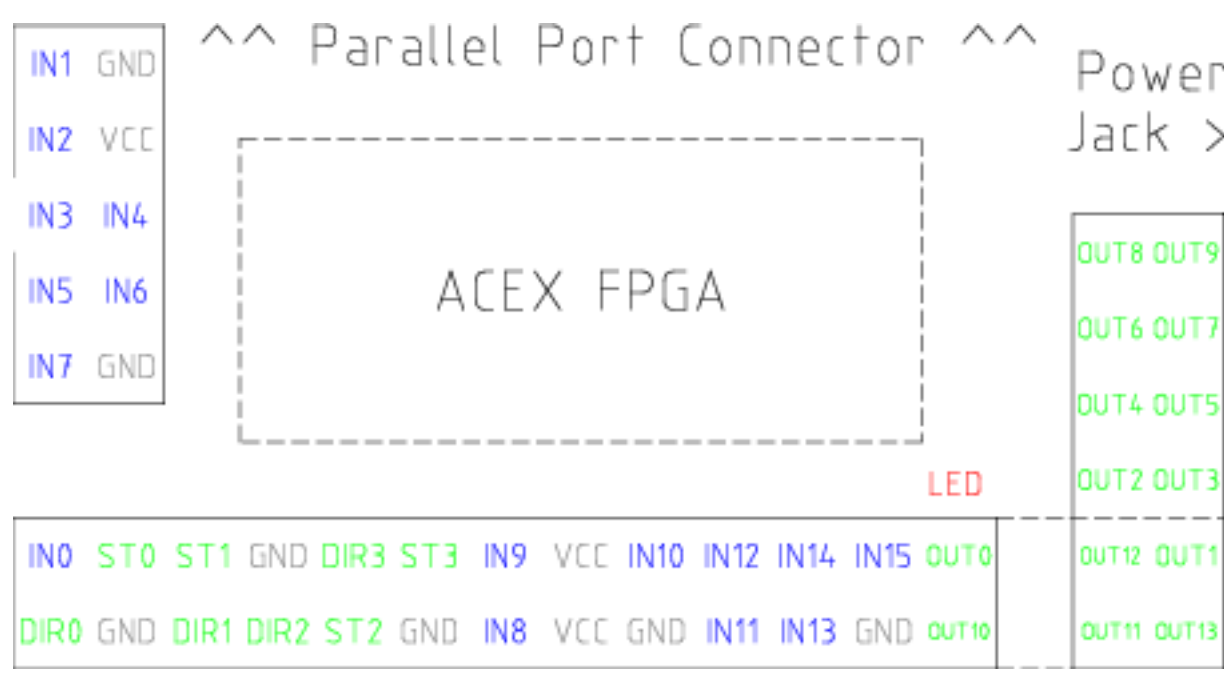 ^^ Parallel Port Connector ^^
Power
Jack >
IN1 GND
IN2 VCC
IN3 IN4
IN5 IN6
IN7 GND
ACEX FPGA
OUT8 OUT9
OUT6 OUT7
OUT4 OUT5
OUT2 OUT3
OUT12 OUT1
OUT11 OUT13
LED
IN0 ST0 ST1 GND DIR3 ST3 IN9 VCC IN10 IN12 IN14 IN15 OUT0
DIR0 GND DIR1 DIR2 ST2 GND IN8 VCC GND IN11 IN13 GND OUT10